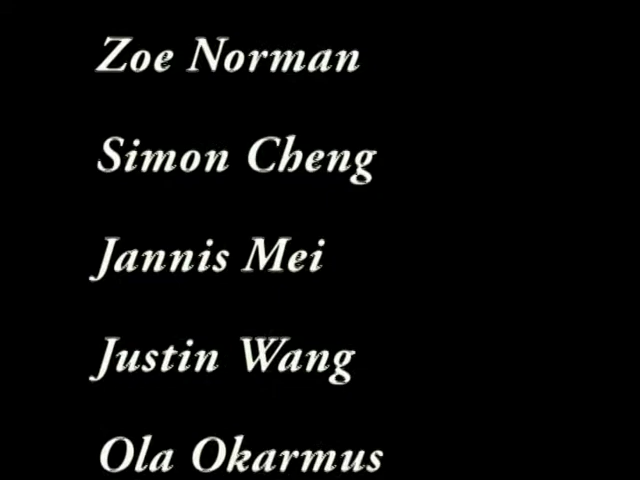 Zoe Norman
Simon Cheng
Jannis Mei
Justin Wang
Ola Okarmus